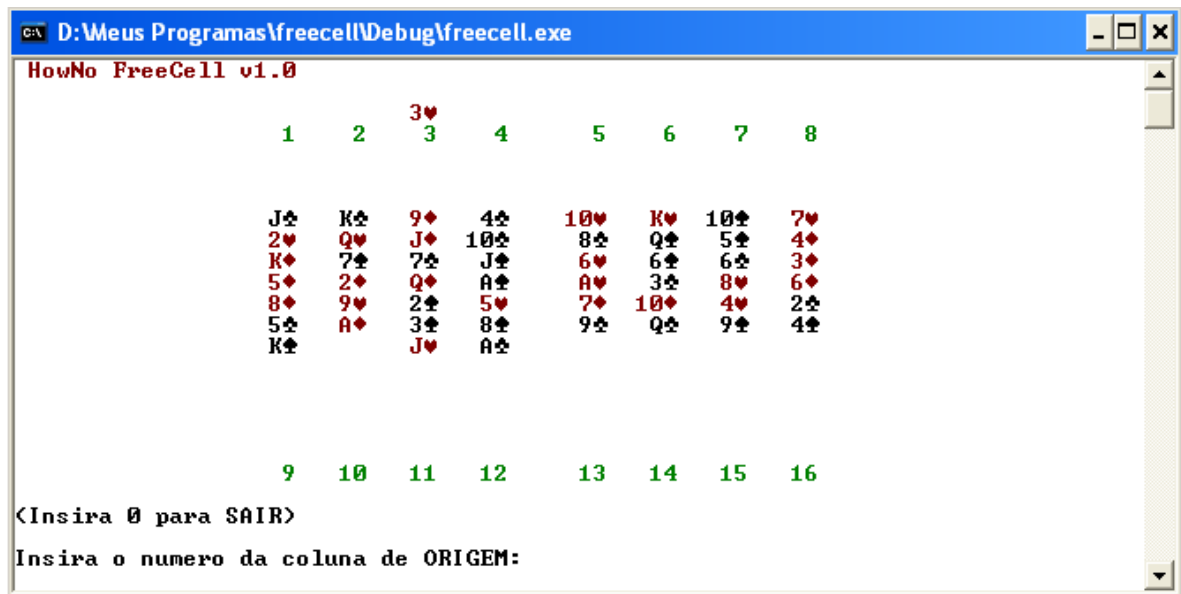 D:\Meus Programas\freecell\Debug\freecell.exe
HowNo FreeCell v1.0
3♥
1 2 3 4 5 6 7 8
J♣ K♣ 9♦ 4♣ 10♥ K♥ 10♠ 7♥
2♥ Q♥ J♦ 10♣ 8♣ Q♠ 5♠ 4♦
K♦ 7♠ 7♣ J♠ 6♥ 6♠ 6♣ 3♦
5♦ 2♦ Q♦ A♠ A♥ 3♣ 8♥ 6♦
8♦ 9♥ 2♠ 5♥ 7♦ 10♦ 4♥ 2♣
5♣ A♦ 3♠ 8♠ 9♣ Q♣ 9♠ 4♠
K♠ J♥ A♣
9 10 11 12 13 14 15 16
(Insira 0 para SAIR)
Insira o numero da coluna de ORIGEM: